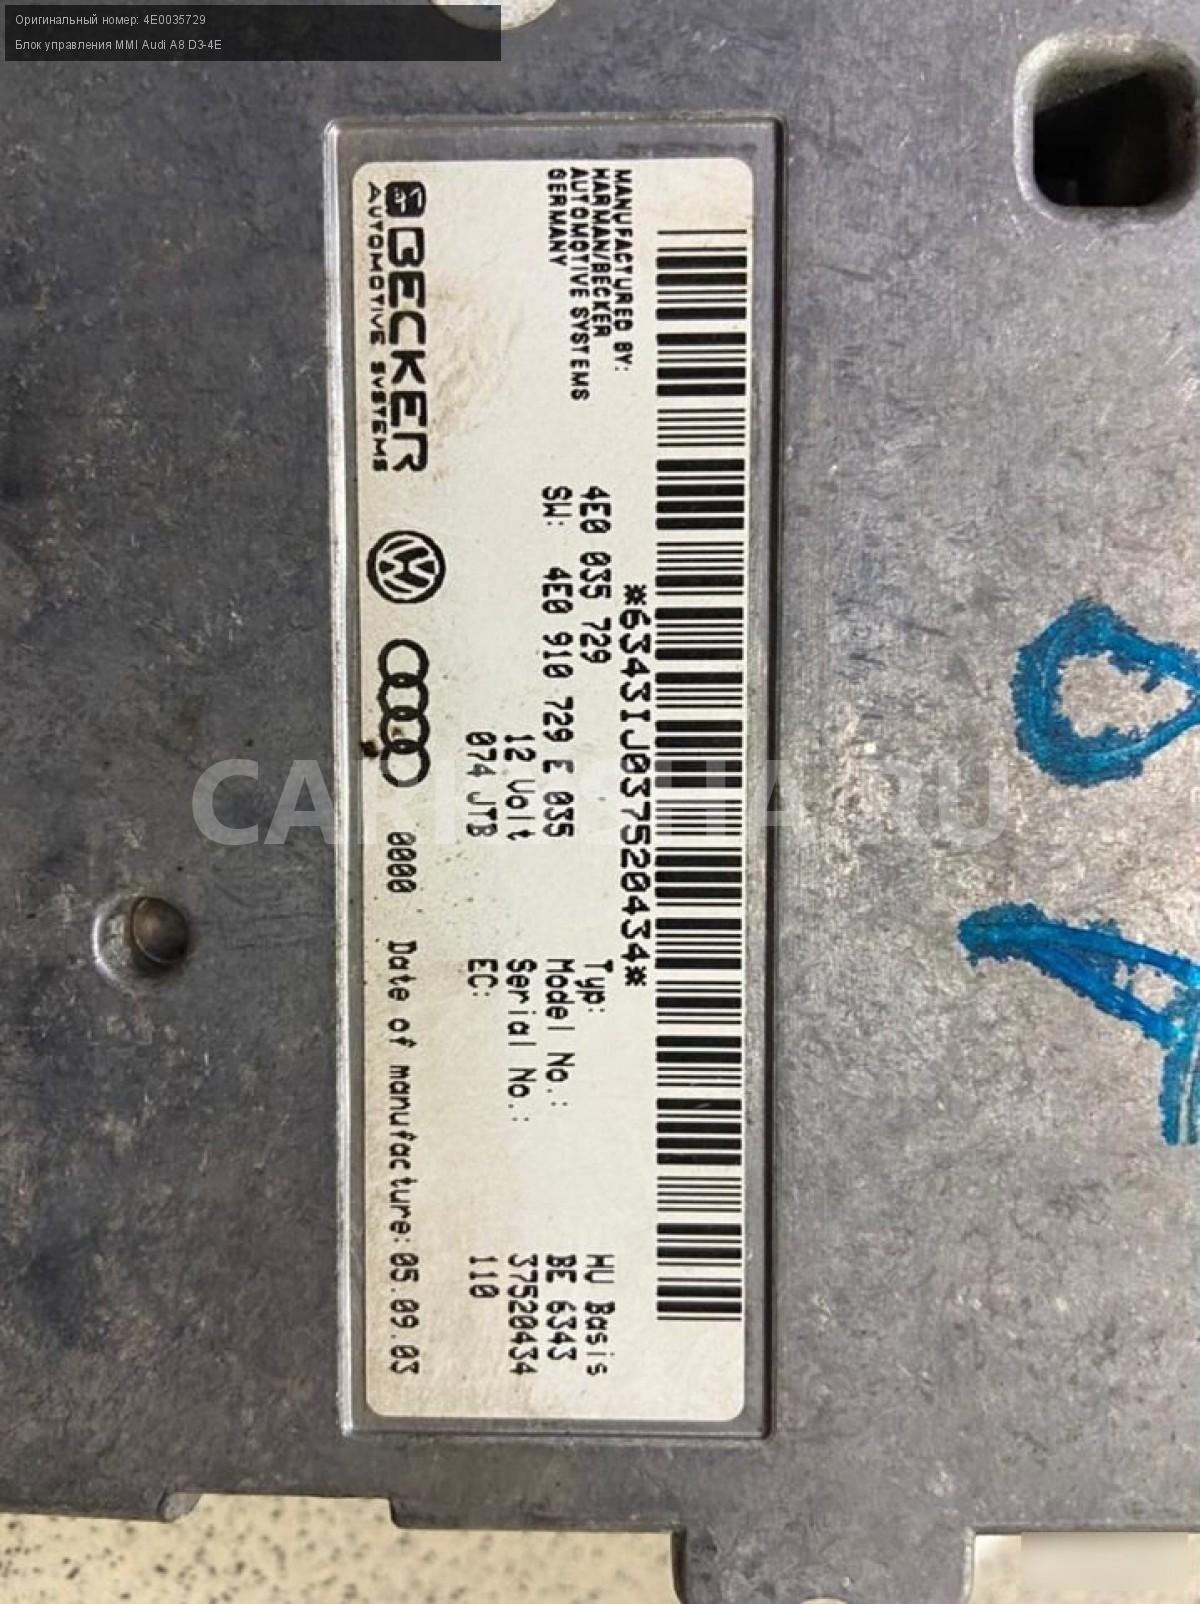 Оригинальный номер: 4E0035729
Блок управления MMI Audi A8 D3-4E
*6343IJ037520434*
MANUFACTURED BY:
HARMAN/BECKER
AUTOMOTIVE SYSTEMS
GERMANY
4E0 035 729
Typ:
HU Basis
SW: 4E0 910 729 E 035
Model No.:
BE 6343
12 Volt
Serial No.:
37520434
074 JTB
EC:
110
BECKER
AUTOMOTIVE SYSTEMS
0000 Date of manufacture: 05.09.03